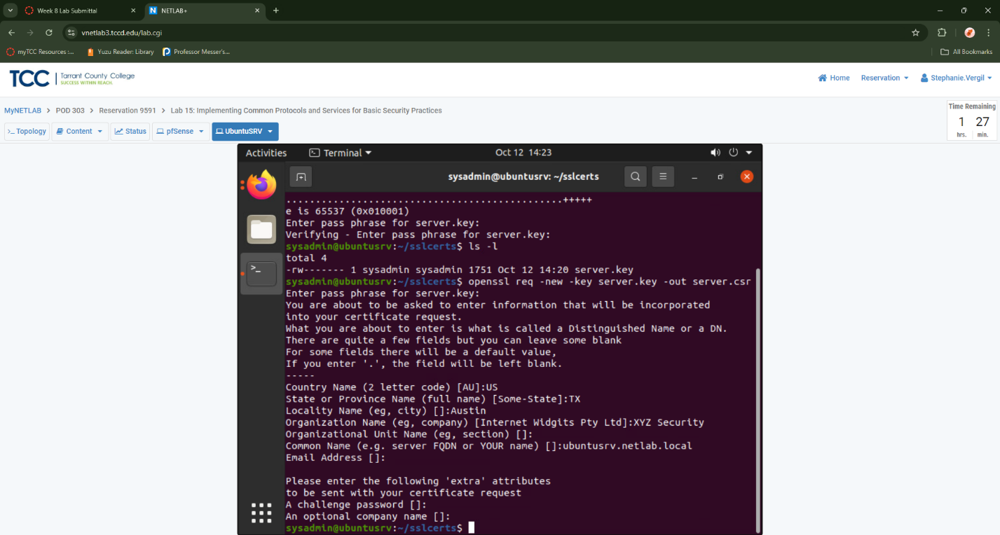 Week 8 Lab Submittal
NETLAB+
vnetlab3.tccd.edu/lab.cgi
myTCC Resources :...
Yuzu Reader: Library
Professor Messer's...
All Bookmarks
TCC
Tarrant County College
SUCCESS WITHIN REACH.
Home
Reservation
Stephanie.Vergil
MyNETLAB > POD 303 > Reservation 9591 > Lab 15: Implementing Common Protocols and Services for Basic Security Practices
Time Remaining
1 27
hrs. min.
>_ Topology
Content
Status
pfSense
UbuntuSRV
Activities
Terminal
Oct 12 14:23
sysadmin@ubuntusrv: ~/sslcerts
...............................................+++++
e is 65537 (0x010001)
Enter pass phrase for server.key:
Verifying - Enter pass phrase for server.key:
sysadmin@ubuntusrv:~/sslcerts$ ls -l
total 4
-rw------- 1 sysadmin sysadmin 1751 Oct 12 14:20 server.key
sysadmin@ubuntusrv:~/sslcerts$ openssl req -new -key server.key -out server.csr
Enter pass phrase for server.key:
You are about to be asked to enter information that will be incorporated
into your certificate request.
What you are about to enter is what is called a Distinguished Name or a DN.
There are quite a few fields but you can leave some blank
For some fields there will be a default value,
If you enter '.', the field will be left blank.
-----
Country Name (2 letter code) [AU]:US
State or Province Name (full name) [Some-State]:TX
Locality Name (eg, city) []:Austin
Organization Name (eg, company) [Internet Widgits Pty Ltd]:XYZ Security
Organizational Unit Name (eg, section) []:
Common Name (e.g. server FQDN or YOUR name) []:ubuntusrv.netlab.local
Email Address []:
Please enter the following 'extra' attributes
to be sent with your certificate request
A challenge password []:
An optional company name []:
sysadmin@ubuntusrv:~/sslcerts$